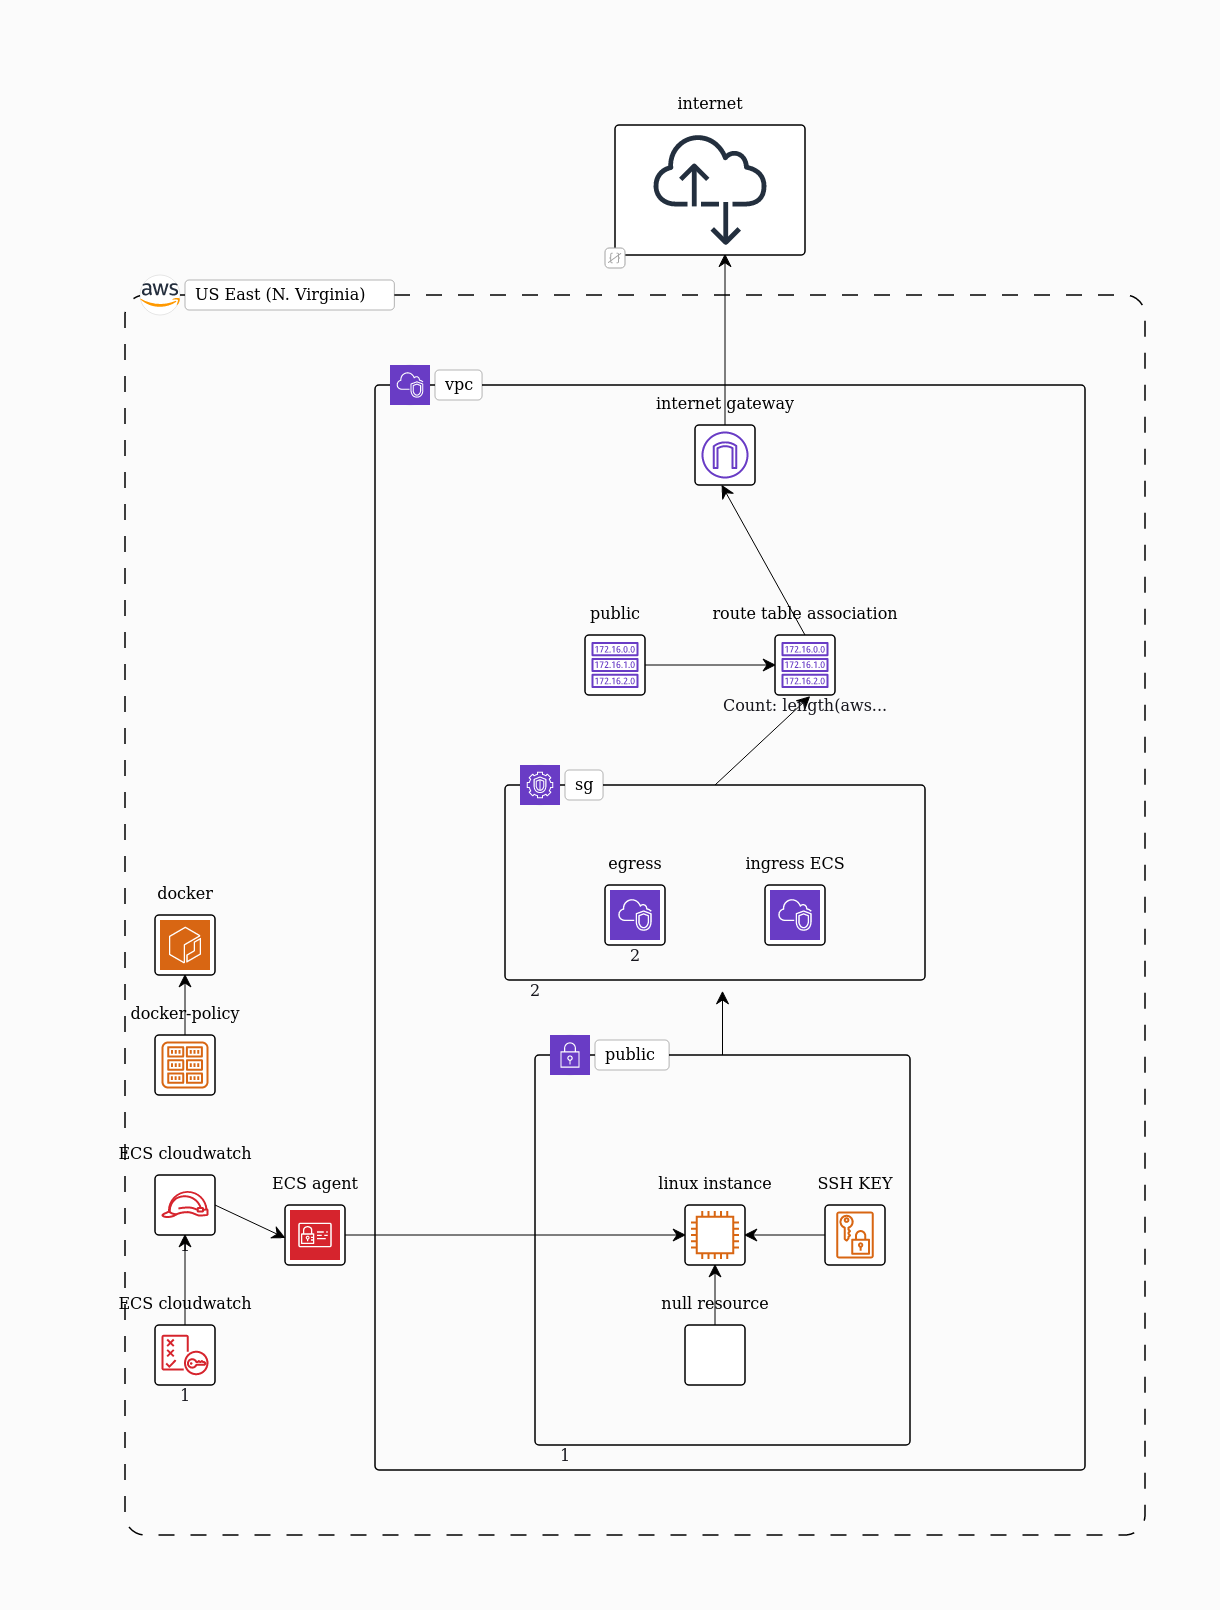 internet
aws
US East (N. Virginia)
vpc
internet gateway
public
route table association
172.16.0.0
172.16.1.0
172.16.2.0
172.16.0.0
172.16.1.0
172.16.2.0
Count: length(aws...
sg
egress
ingress ECS
2
2
docker
docker-policy
public
ECS cloudwatch
1
ECS agent
linux instance
SSH KEY
ECS cloudwatch
1
null resource
1